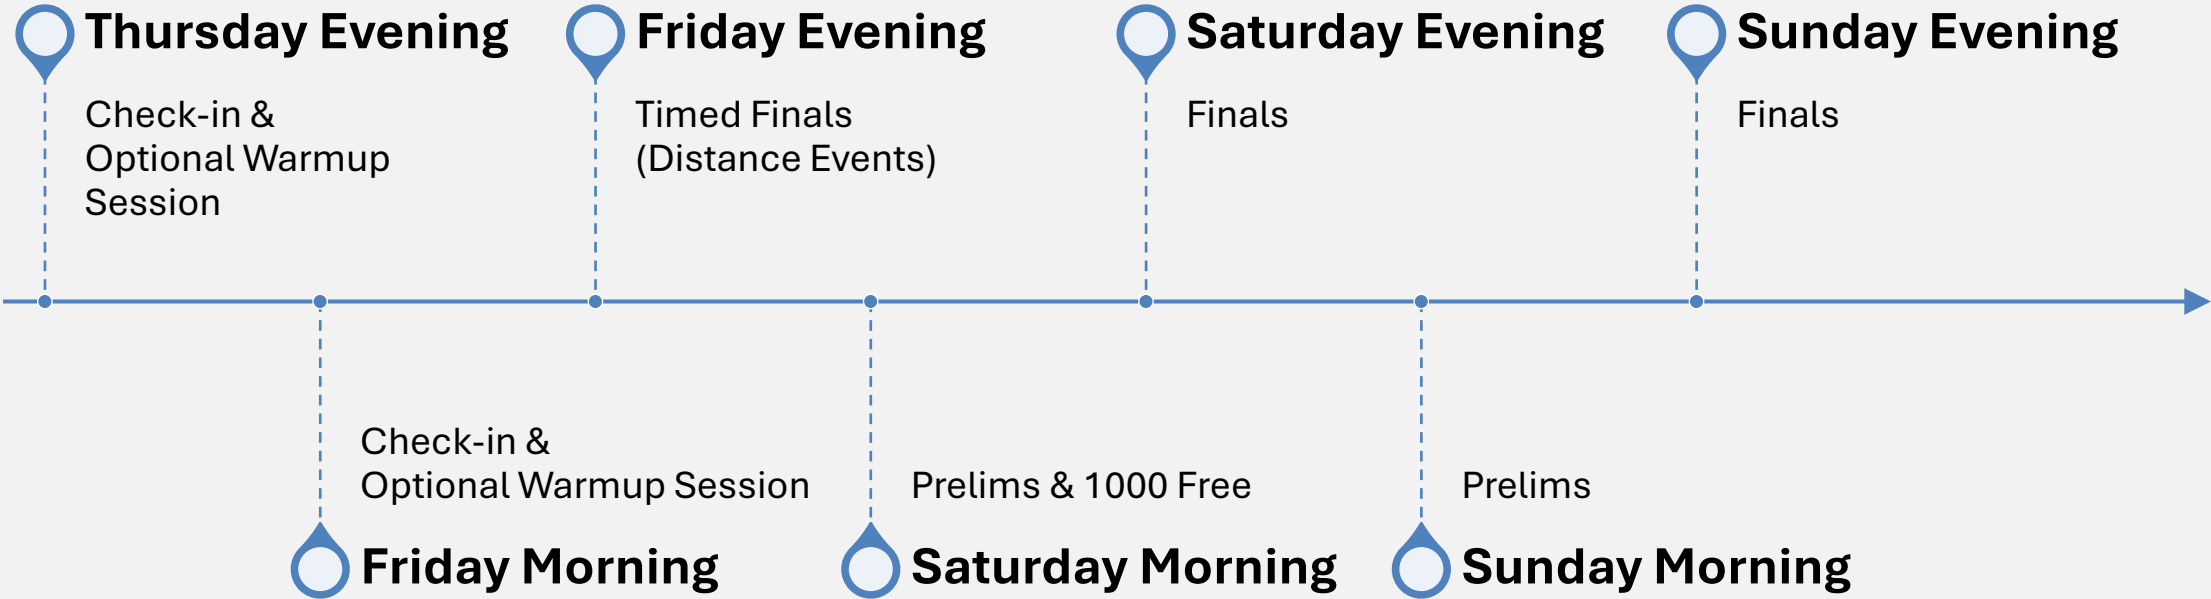 Thursday Evening
Check-in &
Optional Warmup
Session
Friday Evening
Timed Finals
(Distance Events)
Saturday Evening
Finals
Sunday Evening
Finals
Check-in &
Optional Warmup Session
Friday Morning
Prelims & 1000 Free
Saturday Morning
Prelims
Sunday Morning